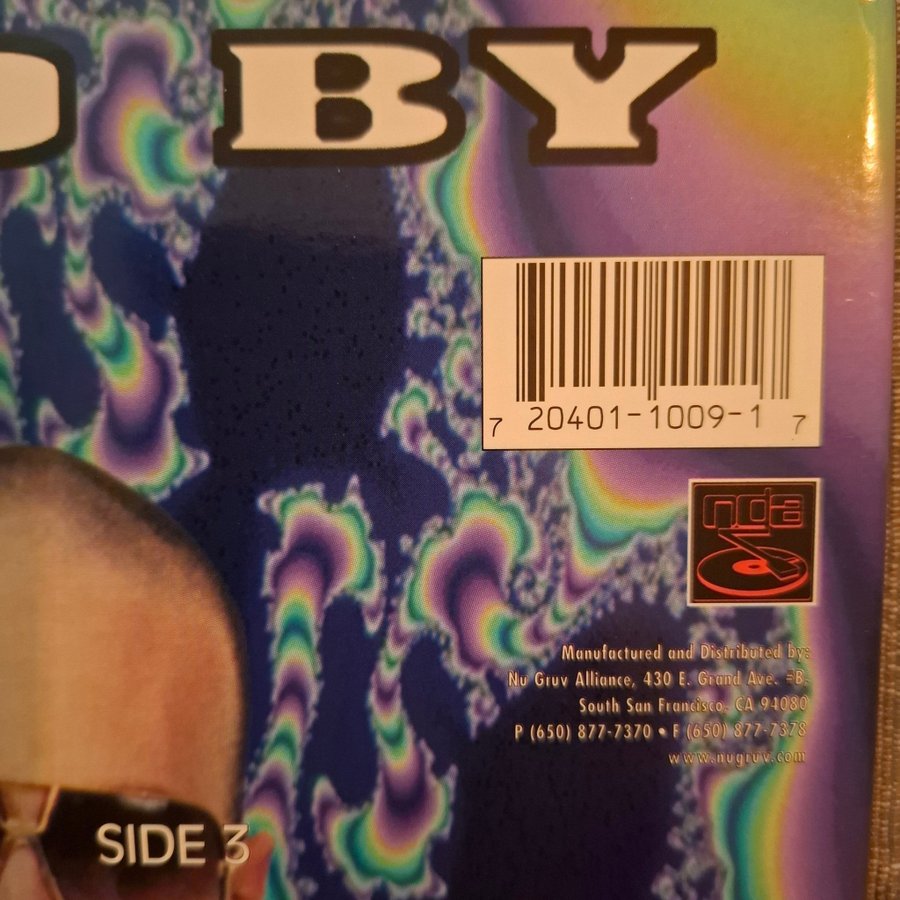 BY
7 20401-1009-1 7
nga
Manufactured and Distributed by:
Nu Gruv Alliance, 430 E. Grand Ave. #B.
South San Francisco, CA 94080
P (650) 877-7370 • F (650) 877-7378
www.nugruv.com
SIDE 3